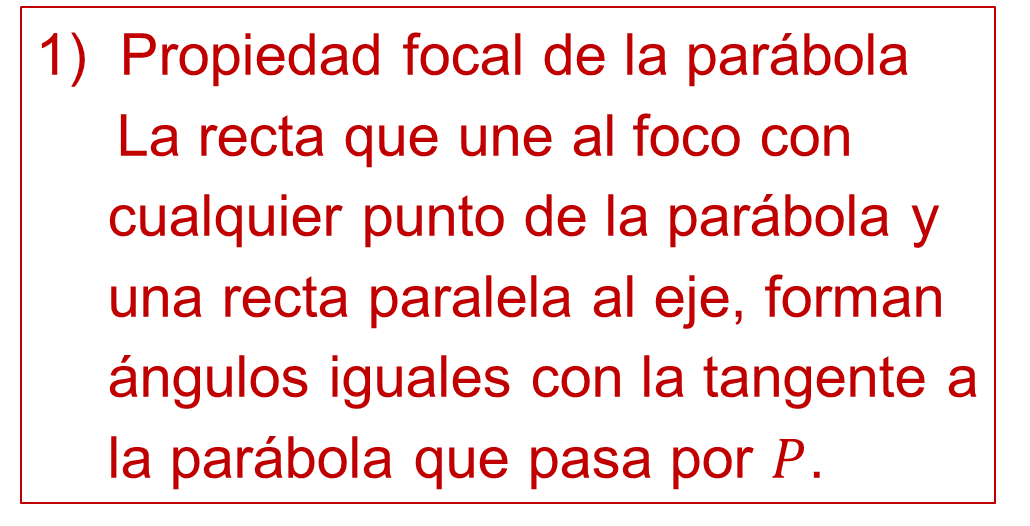 1) Propiedad focal de la parábola
La recta que une al foco con
cualquier punto de la parábola y
una recta paralela al eje, forman
ángulos iguales con la tangente a
la parábola que pasa por P.